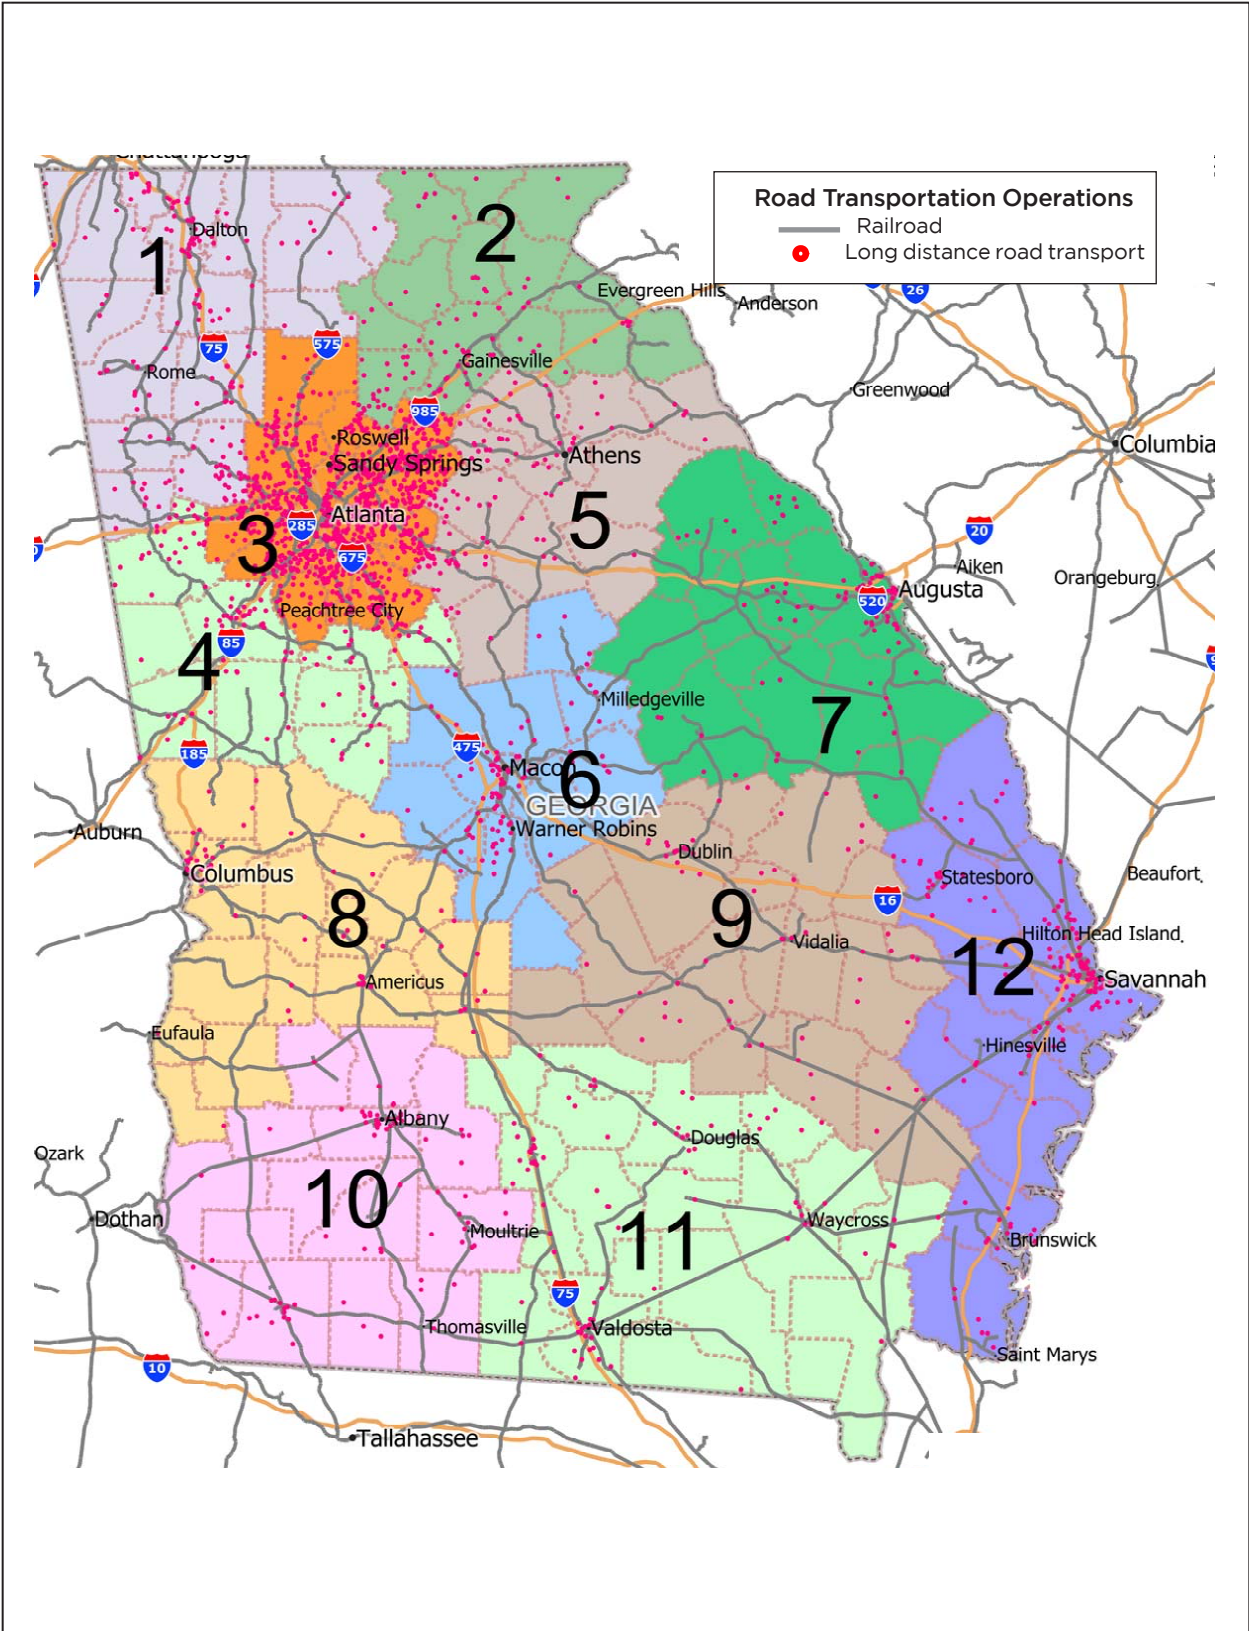 Chattanooga
Road Transportation Operations
Railroad
Long distance road transport
Dalton
1
2
Evergreen Hills
26
Anderson
75
575
Rome
Gainesville
Greenwood
985
Roswell
Columbia
Sandy Springs
Athens
Atlanta
285
3
5
20
675
Aiken
Orangeburg
Augusta
520
Peachtree City
85
4
Milledgeville
7
185
475
Macon
6
GEORGIA
Auburn
Warner Robins
Dublin
Columbus
Statesboro
Beaufort
16
8
9
Vidalia
Hilton Head Island
12
Americus
Savannah
Eufaula
Hinesville
Albany
Douglas
Ozark
10
Dothan
Moultrie
11
Waycross
Brunswick
75
Thomasville
Valdosta
Saint Marys
10
Tallahassee